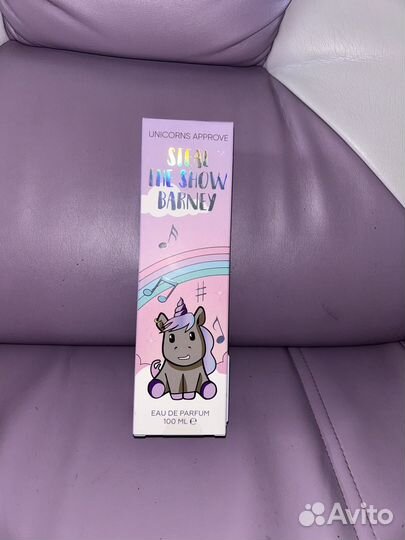 UNICORNS APPROVE
STEAL
THE SHOW
BARNEY
EAU DE PARFUM
100 ML e
Avito